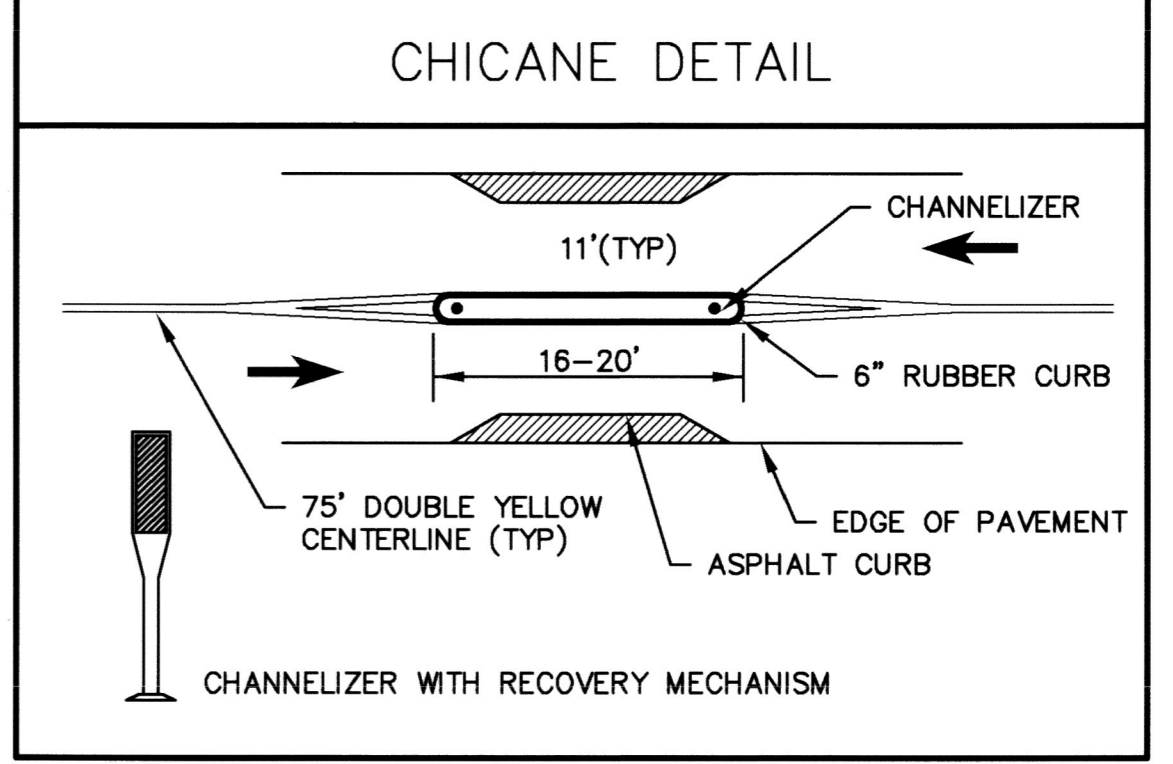 CHICANE DETAIL
CHANNELIZER
11'(TYP)
16-20'
6" RUBBER CURB
75' DOUBLE YELLOW
CENTERLINE (TYP)
EDGE OF PAVEMENT
ASPHALT CURB
CHANNELIZER WITH RECOVERY MECHANISM